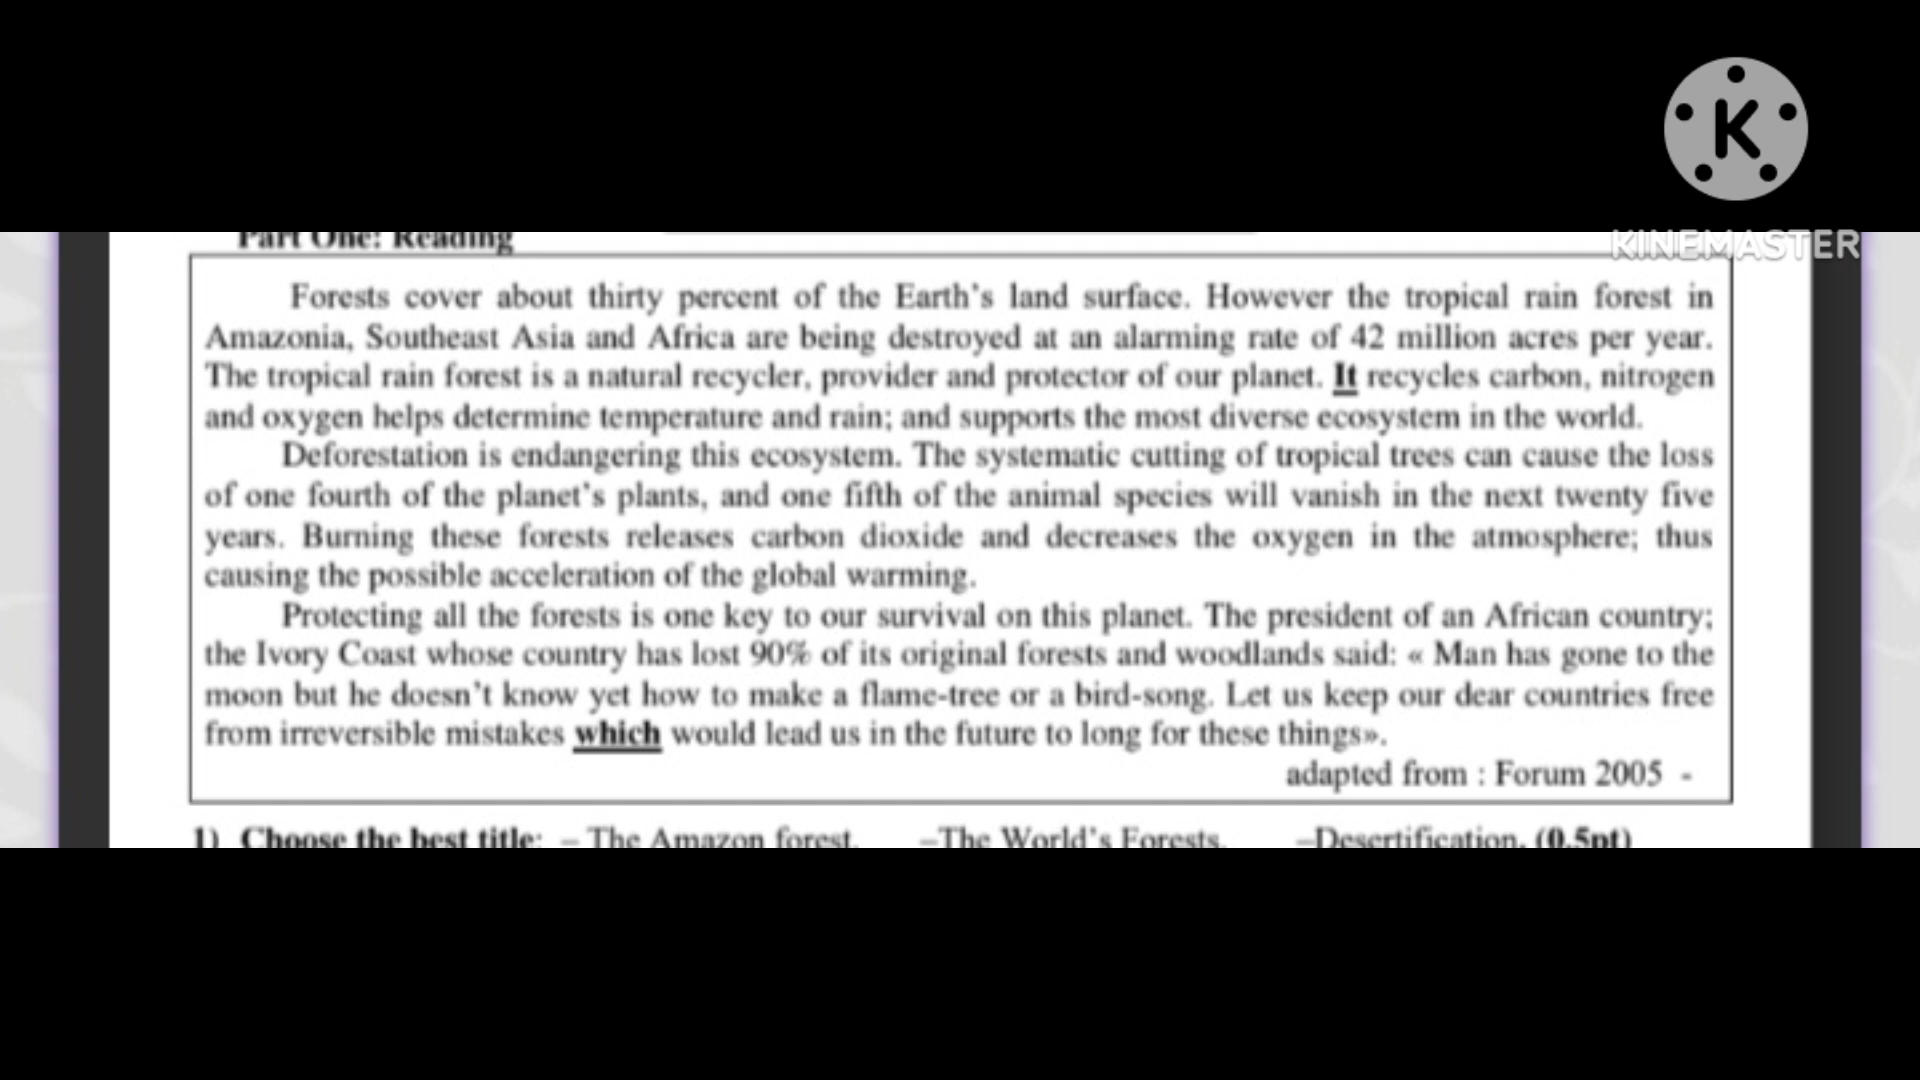 K
KINEMASTER
Part One: Reading
Forests cover about thirty percent of the Earth's land surface. However the tropical rain forest in
Amazonia, Southeast Asia and Africa are being destroyed at an alarming rate of 42 million acres per year.
The tropical rain forest is a natural recycler, provider and protector of our planet. It recycles carbon, nitrogen
and oxygen helps determine temperature and rain; and supports the most diverse ecosystem in the world.
Deforestation is endangering this ecosystem. The systematic cutting of tropical trees can cause the loss
of one fourth of the planet's plants, and one fifth of the animal species will vanish in the next twenty five
years. Burning these forests releases carbon dioxide and decreases the oxygen in the atmosphere; thus
causing the possible acceleration of the global warming.
Protecting all the forests is one key to our survival on this planet. The president of an African country;
the Ivory Coast whose country has lost 90% of its original forests and woodlands said: « Man has gone to the
moon but he doesn't know yet how to make a flame-tree or a bird-song. Let us keep our dear countries free
from irreversible mistakes which would lead us in the future to long for these things».
adapted from : Forum 2005 -
1) Choose the best title: – The Amazon forest. –The World's Forests. –Desertification. (0.5pt)